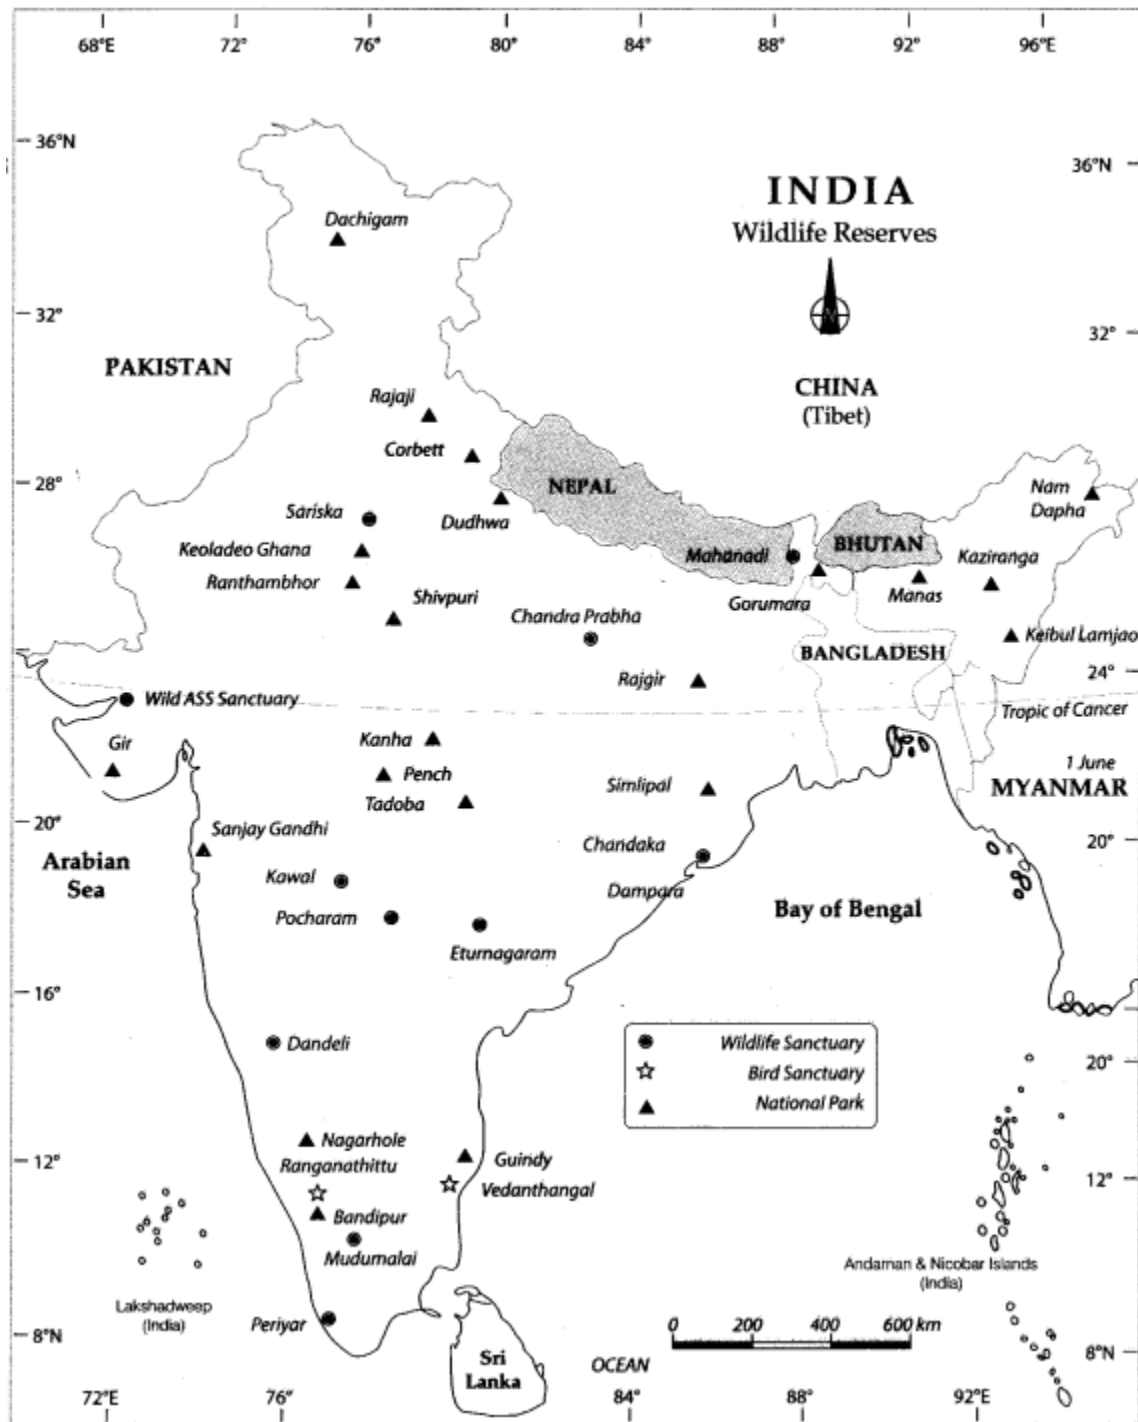 68°E 72° 76° 80° 84° 88° 92° 96°E
36°N
36°N
INDIA
Wildlife Reserves
Dachigam
32°
32°
PAKISTAN
CHINA
(Tibet)
Rajaji
Corbett
28°
NEPAL
Nam
Dapha
Sariska
Dudhwa
Keoladeo Ghana
Mahanadi
BHUTAN
Kaziranga
Ranthambhor
Shivpuri
Gorumara
Manas
Chandra Prabha
Keibul Lamjao
BANGLADESH
Rajgir
24°
Wild ASS Sanctuary
Tropic of Cancer
Gir
Kanha
1 June
Pench
Simlipal
MYANMAR
Tadoba
20°
Sanjay Gandhi
20°
Arabian
Sea
Chandaka
Kawal
Dampara
Bay of Bengal
Pocharam
Eturnagaram
16°
Dandeli
Wildlife Sanctuary
Bird Sanctuary
National Park
20°
Nagarhole
Ranganathittu
Guindy
12°
Vedanthangal
12°
Bandipur
Mudumalai
Andaman & Nicobar Islands
(India)
Lakshadweep
(India)
Periyar
0 200 400 600 km
8°N
8°N
Sri
Lanka
OCEAN
72°E 76° 84° 88° 92°E